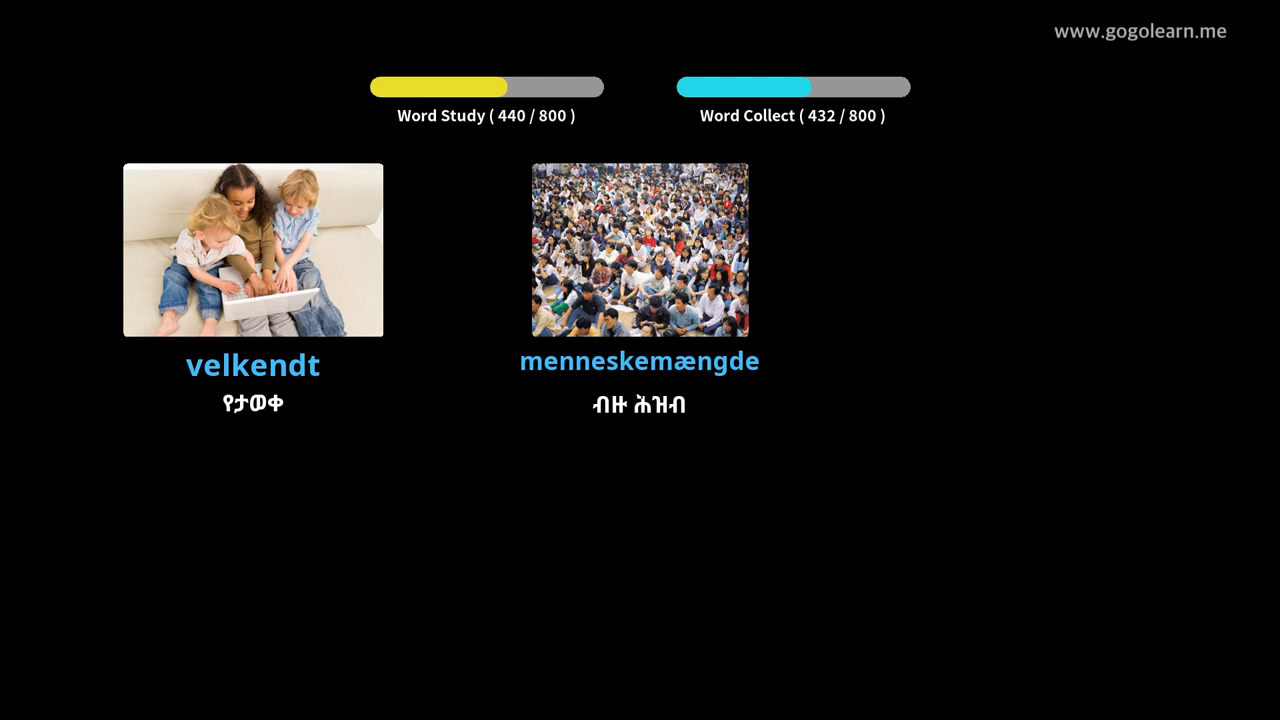 www.gogolearn.me
Word Study ( 440 / 800 )
Word Collect ( 432 / 800 )
velkendt
የታወቀ
menneskemængde
ብዙ ሕዝብ